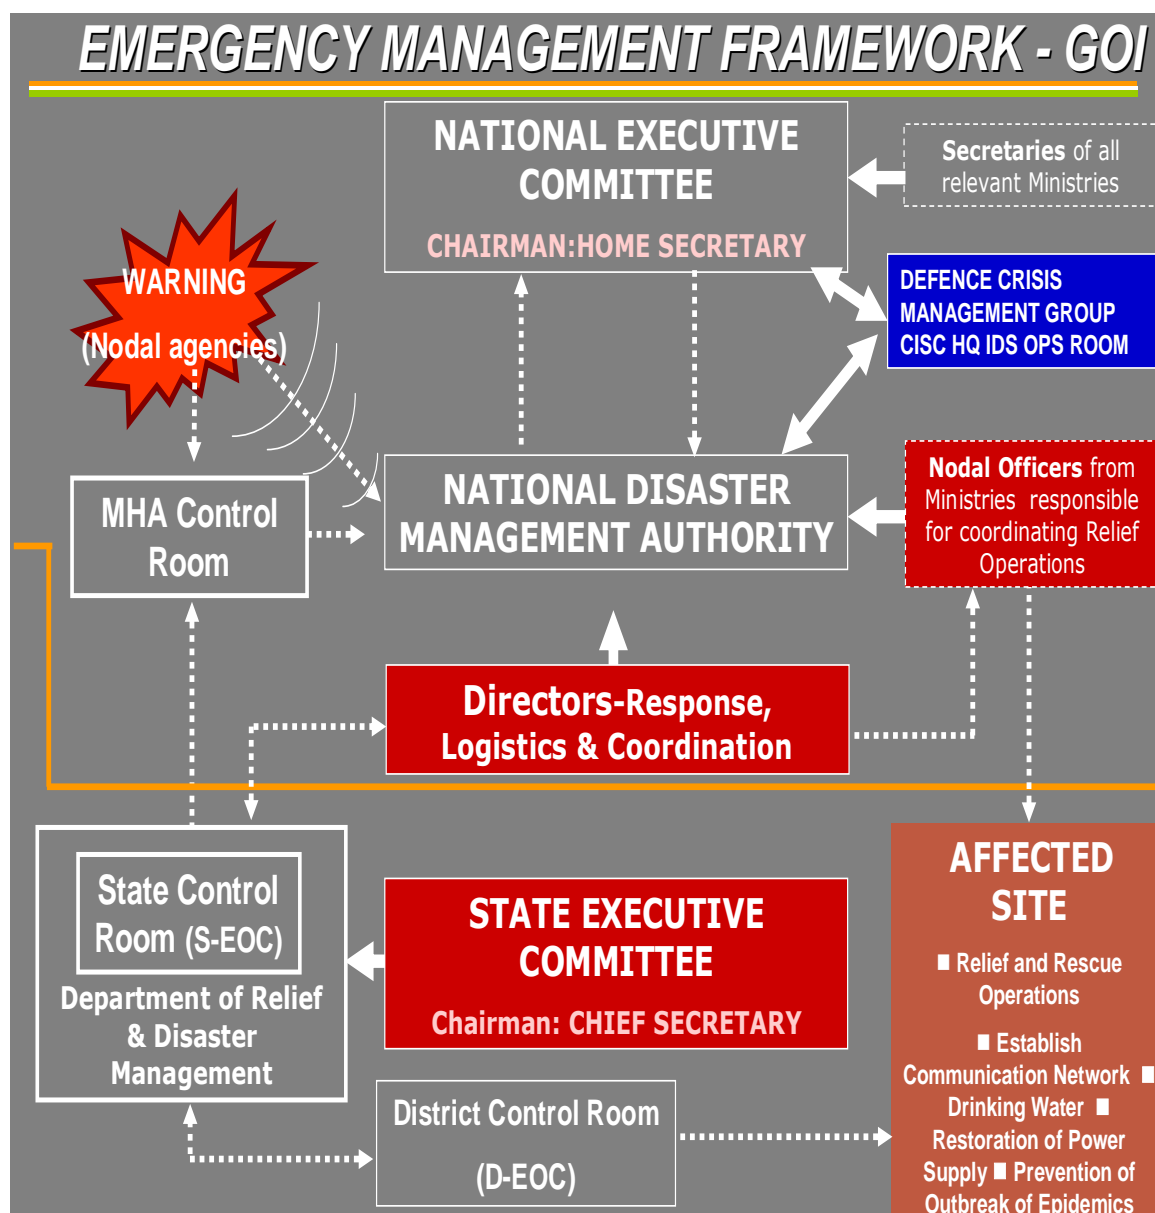 EMERGENCY MANAGEMENT FRAMEWORK - GOI
NATIONAL EXECUTIVE
COMMITTEE
CHAIRMAN:HOME SECRETARY
Secretaries of all
relevant Ministries
WARNING
(Nodal agencies)
DEFENCE CRISIS
MANAGEMENT GROUP
CISC HQ IDS OPS ROOM
MHA Control
Room
NATIONAL DISASTER
MANAGEMENT AUTHORITY
Nodal Officers from
Ministries responsible
for coordinating Relief
Operations
Directors-Response,
Logistics & Coordination
State Control
Room (S-EOC)
Department of Relief
& Disaster
Management
STATE EXECUTIVE
COMMITTEE
Chairman: CHIEF SECRETARY
District Control Room
(D-EOC)
AFFECTED
SITE
■ Relief and Rescue
Operations
■ Establish
Communication Network ■
Drinking Water ■
Restoration of Power
Supply ■ Prevention of
Outbreak of Epidemics